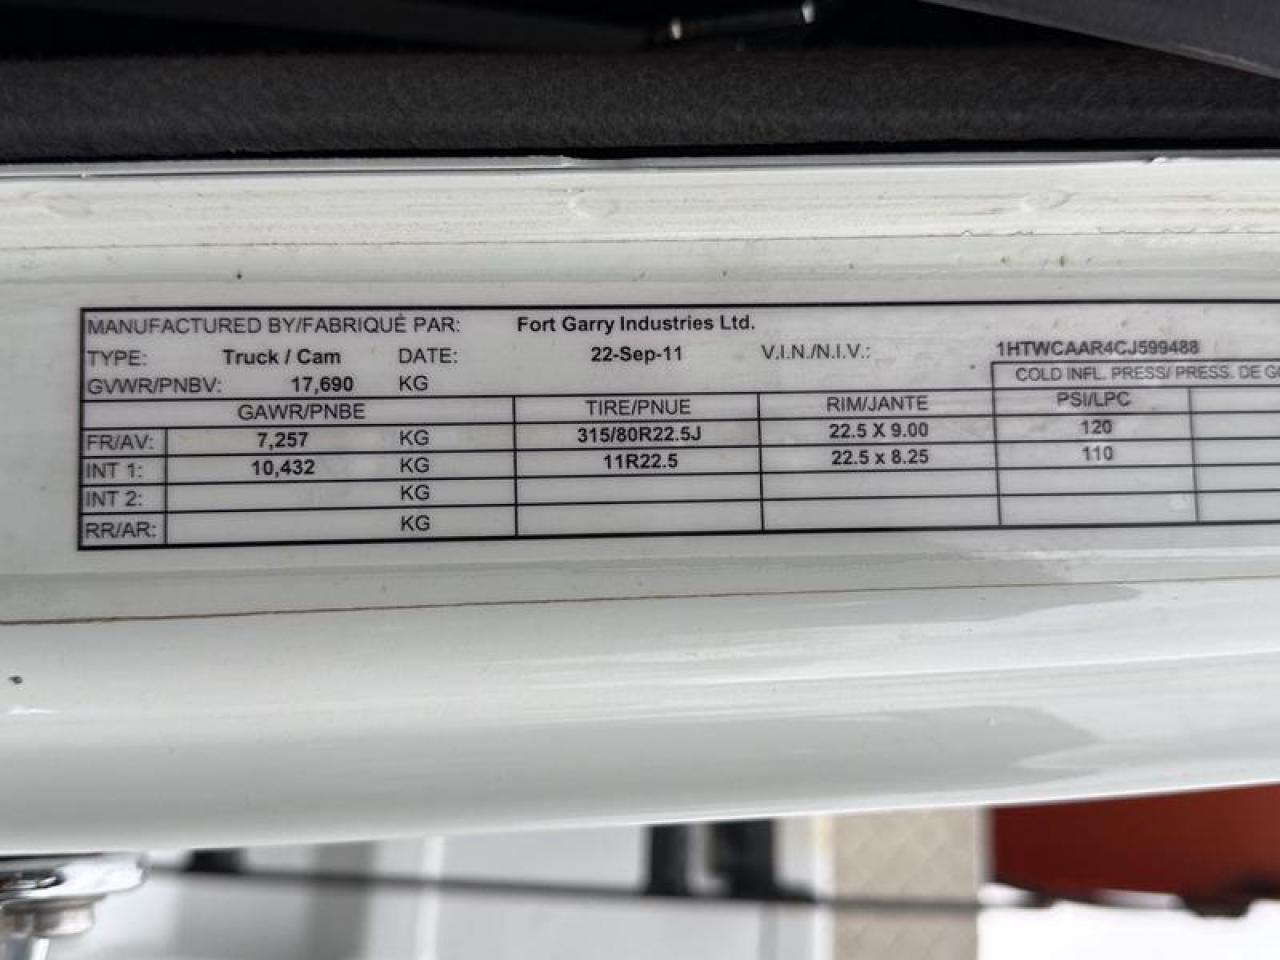 MANUFACTURED BY/FABRIQUÉ PAR: Fort Garry Industries Ltd.
TYPE: Truck / Cam DATE: 22-Sep-11 V.I.N./N.I.V.: 1HTWCAAR4CJ599488
GVWR/PNBV: 17,690 KG COLD INFL. PRESS/ PRESS. DE
GAWR/PNBE TIRE/PNUE RIM/JANTE PSI/LPC
FR/AV: 7,257 KG 315/80R22.5J 22.5 X 9.00 120
INT 1: 10,432 KG 11R22.5 22.5 x 8.25 110
INT 2: KG
RR/AR: KG